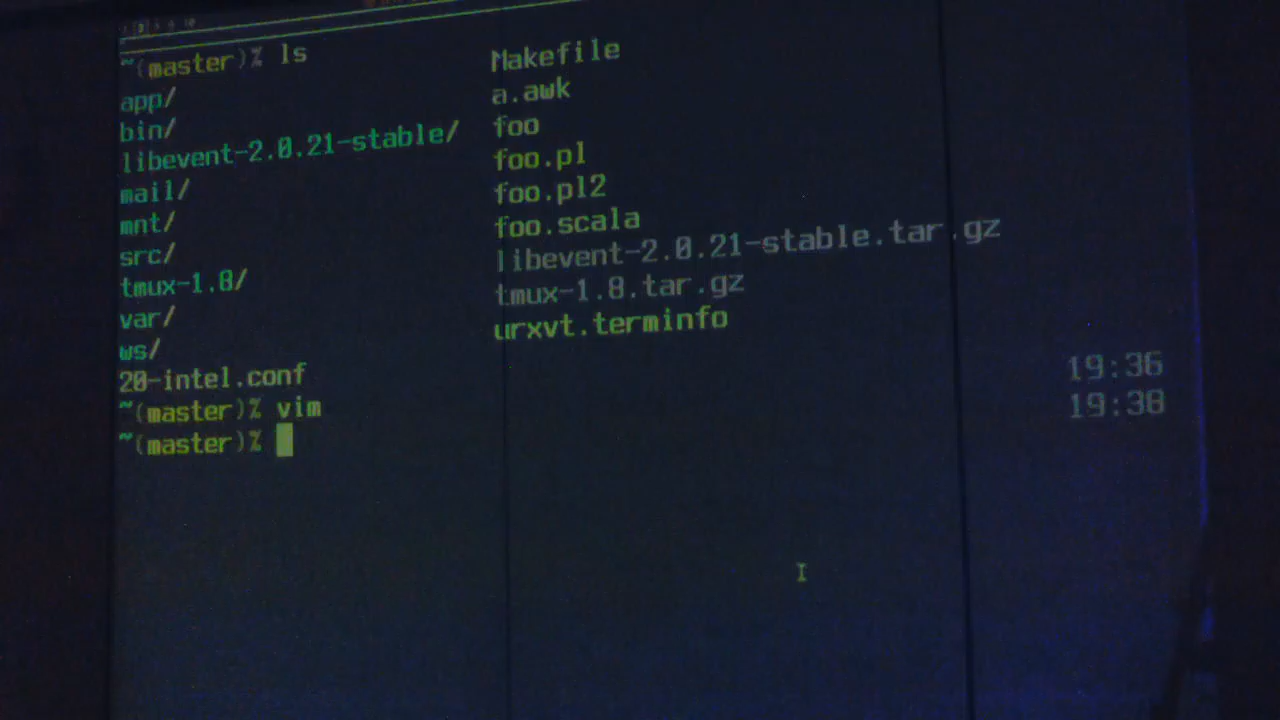 ~(master)% ls
app/ Makefile
bin/ a.awk
libevent-2.0.21-stable/ foo
mail/ foo.pl
mnt/ foo.pl2
src/ foo.scala
tmux-1.8/ libevent-2.0.21-stable.tar.gz
var/ tmux-1.8.tar.gz
ws/ urxvt.terminfo
20-intel.conf
~(master)% vim 19:36
~(master)% 19:38